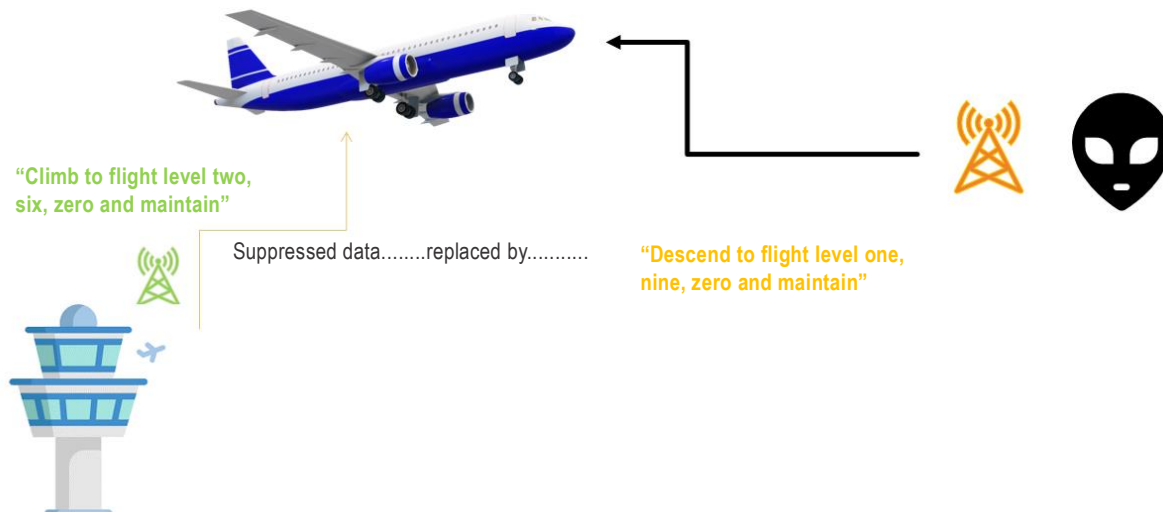 “Climb to flight level two,
six, zero and maintain”
Suppressed data........replaced by...........
“Descend to flight level one,
nine, zero and maintain”